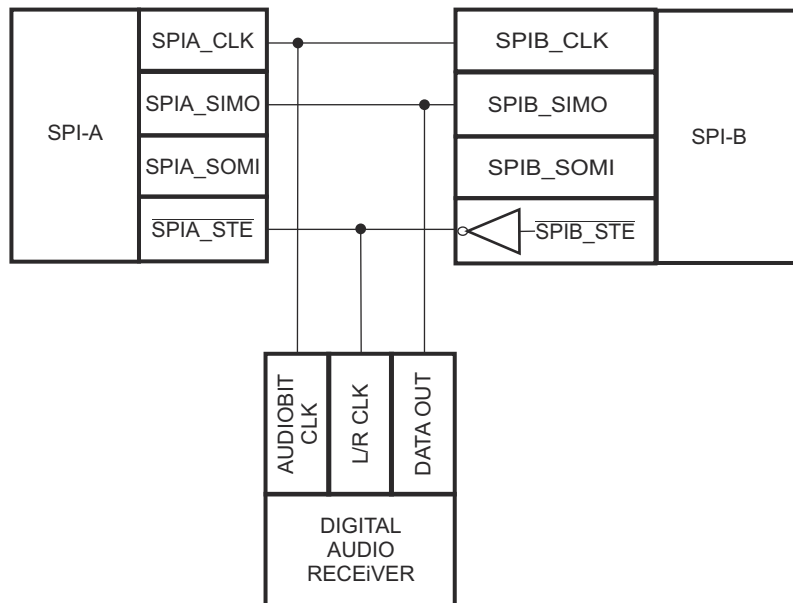 SPI-A
SPIA_CLK
SPIA_SIMO
SPIA_SOMI
SPIA_STE
SPIB_CLK
SPIB_SIMO
SPIB_SOMI
SPIB_STE
SPI-B
AUDIOBIT
CLK
L/R CLK
DATA OUT
DIGITAL
AUDIO
RECEiVER